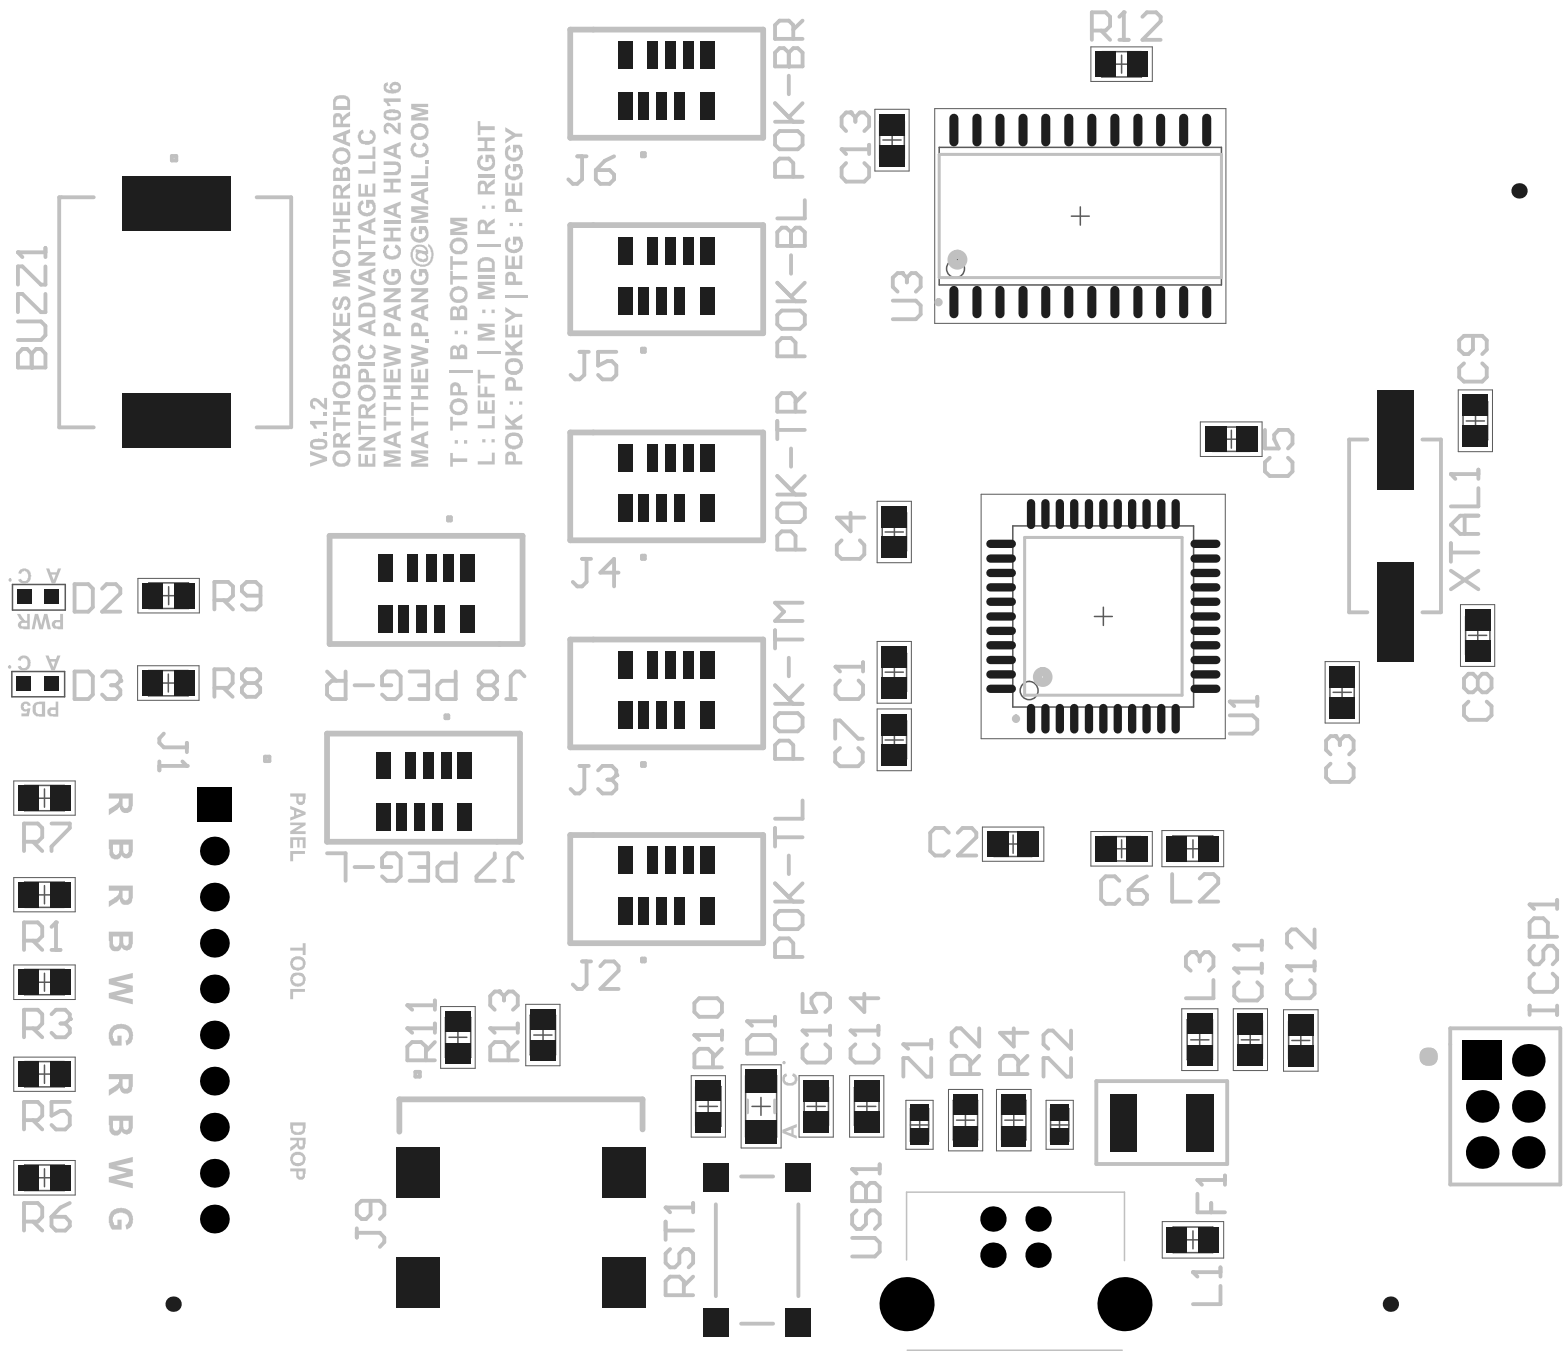 R12
POK-BR
J6
C13
U3
BUZZ1
V0.1.2
ORTHOBOXES MOTHERBOARD
ENTROPIC ADVANTAGE LLC
MATTHEW PANG CHIA HUA 2016
MATTHEW.PANG@GMAIL.COM
T : TOP | B : BOTTOM
L : LEFT | M : MID | R : RIGHT
POK : POKEY | PEG : PEGGY
POK-BL
J5
C9
C5
POK-TR
J4
C4
XTAL1
A C.
D2
PWR
R9
J8 PEG-R
A C.
D3
PD5
R8
POK-TM
J3
C1
C7
U1
C8
C3
J1
R7
R
PANEL
B
J7 PEG-L
POK-TL
J2
C2
C6
L2
R1
R
B
TOOL
R3
W
G
R5
R
B
DROP
R6
W
G
R11
R13
R10
D1
C.
A
C15
C14
Z1
R2
R4
Z2
L3
C11
C12
ICSP1
J9
RST1
USB1
F1
L1